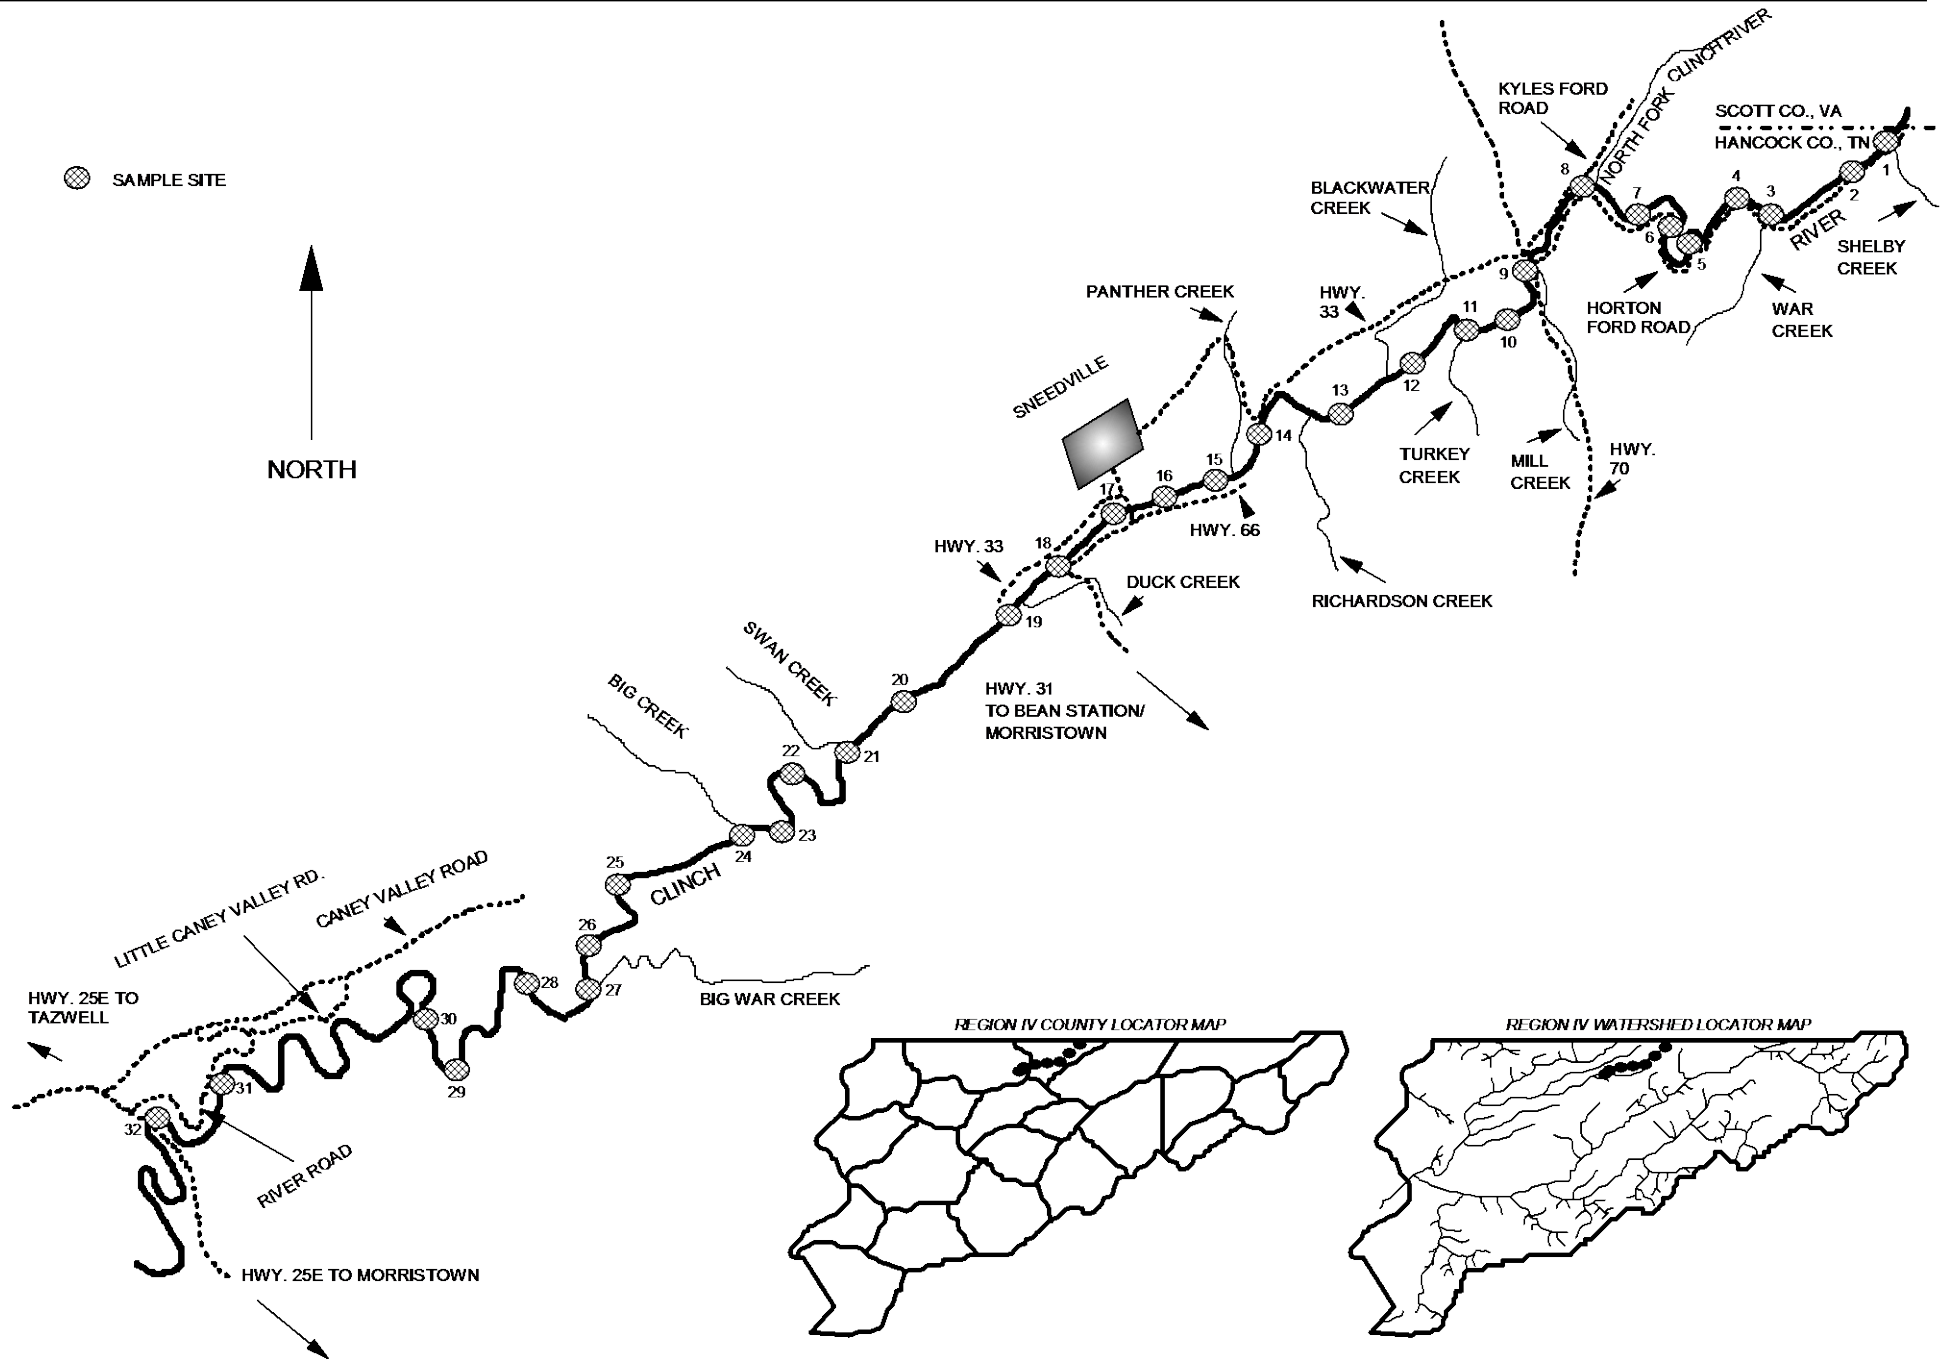 CLINCH RIVER
KYLES FORD
ROAD
NORTH FORK
SCOTT CO., VA
HANCOCK CO., TN
SAMPLE SITE
8
4
1
7
3
2
BLACKWATER
CREEK
6
RIVER
SHELBY
CREEK
5
9
PANTHER CREEK
HWY.
33
11
HORTON
FORD ROAD
WAR
CREEK
10
SNEEDVILLE
12
13
14
TURKEY
CREEK
MILL
CREEK
HWY.
70
NORTH
15
16
17
HWY. 66
HWY. 33
18
DUCK CREEK
RICHARDSON CREEK
19
SWAN CREEK
BIG CREEK
20
HWY. 31
TO BEAN STATION/
MORRISTOWN
22
21
23
24
25
CLINCH
LITTLE CANEY VALLEY RD.
CANEY VALLEY ROAD
26
28
27
BIG WAR CREEK
HWY. 25E TO
TAZWELL
30
REGION IV COUNTY LOCATOR MAP
REGION IV WATERSHED LOCATOR MAP
31
29
32
RIVER ROAD
HWY. 25E TO MORRISTOWN